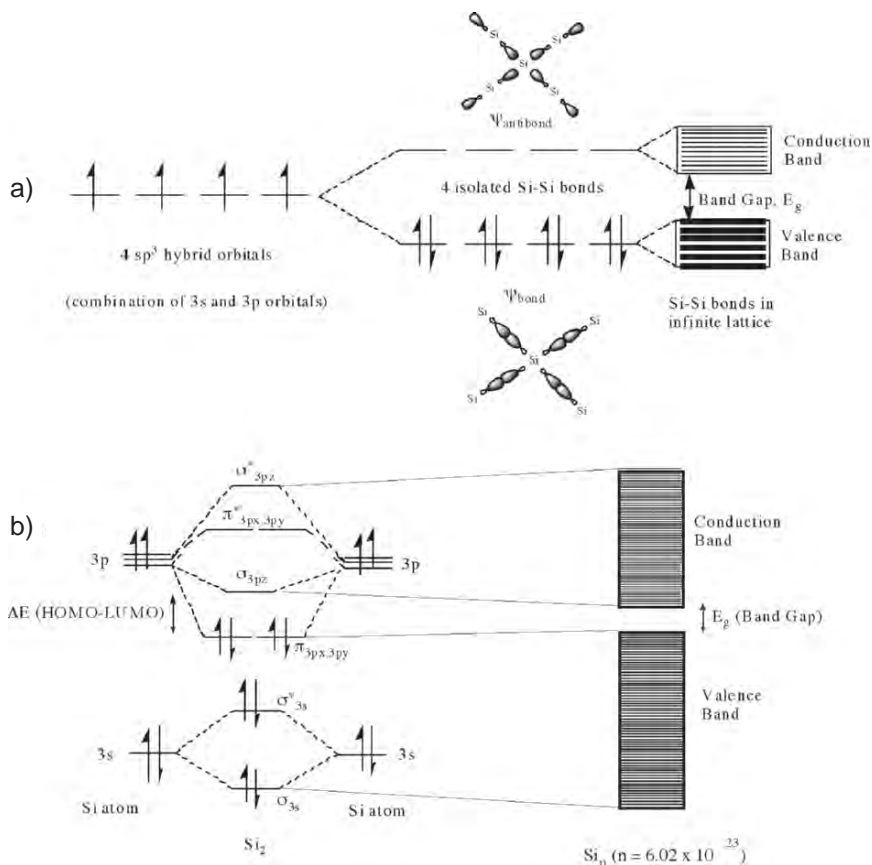 Si
Si
Si
Si
Si
Ψantibond
Conduction
Band
a)
4 isolated Si-Si bonds
Band Gap, Eg
Valence
Band
4 sp³ hybrid orbitals
(combination of 3s and 3p orbitals)
Ψbond
Si-Si bonds in
infinite lattice
Si
Si
Si
Si
Si
b)
σ*3pz
π*3px,3py
3p
3p
σ3pz
ΔE (HOMO-LUMO)
π3px,3py
Conduction
Band
Eg (Band Gap)
σ*3s
3s
3s
σ3s
Si atom
Si atom
Si2
Valence
Band
Sin (n = 6.02 x 10 23)